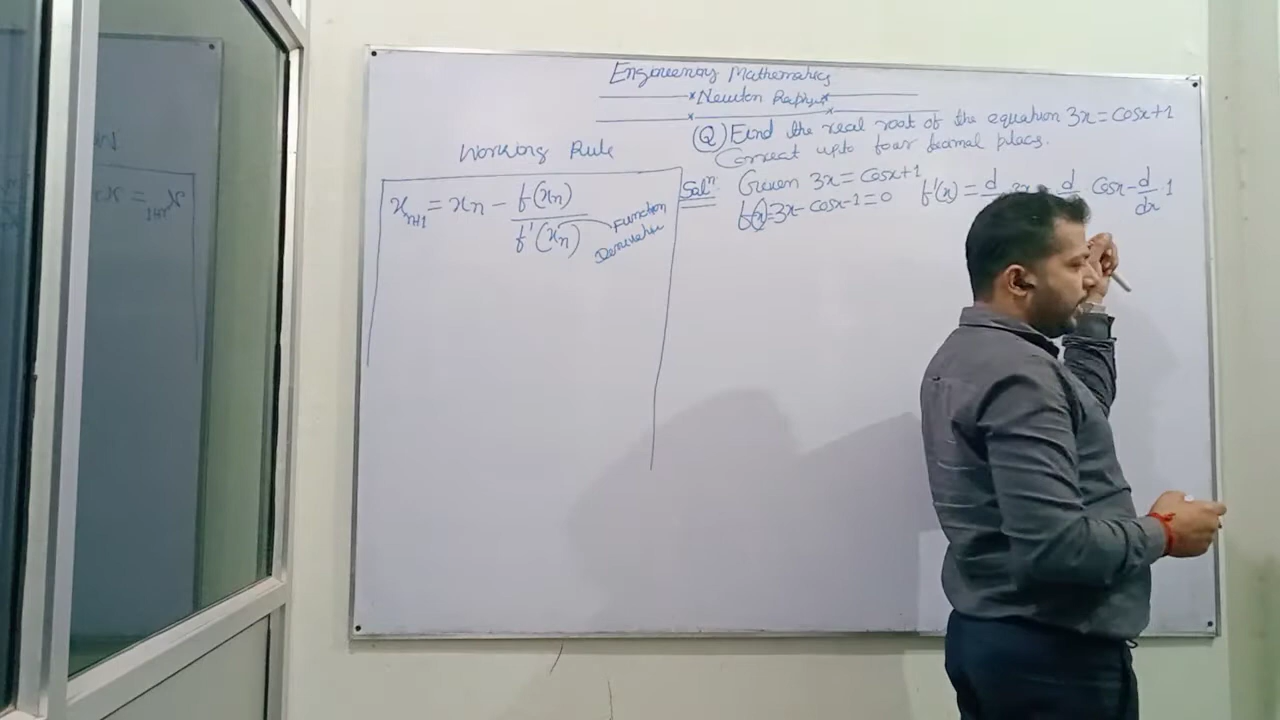 Engineering Mathematics
Newton Raphson
(Q) Find the real root of the equation 3x = cosx+1
Correct upto four decimal places.
Working Rule
x_{n+1} = x_n - f(x_n) / f'(x_n)
Function
Derivative
Solⁿ Given 3x = cosx+1
f(x)=3x-cosx-1=0
f'(x) = d 3x d cosx - d/dx 1